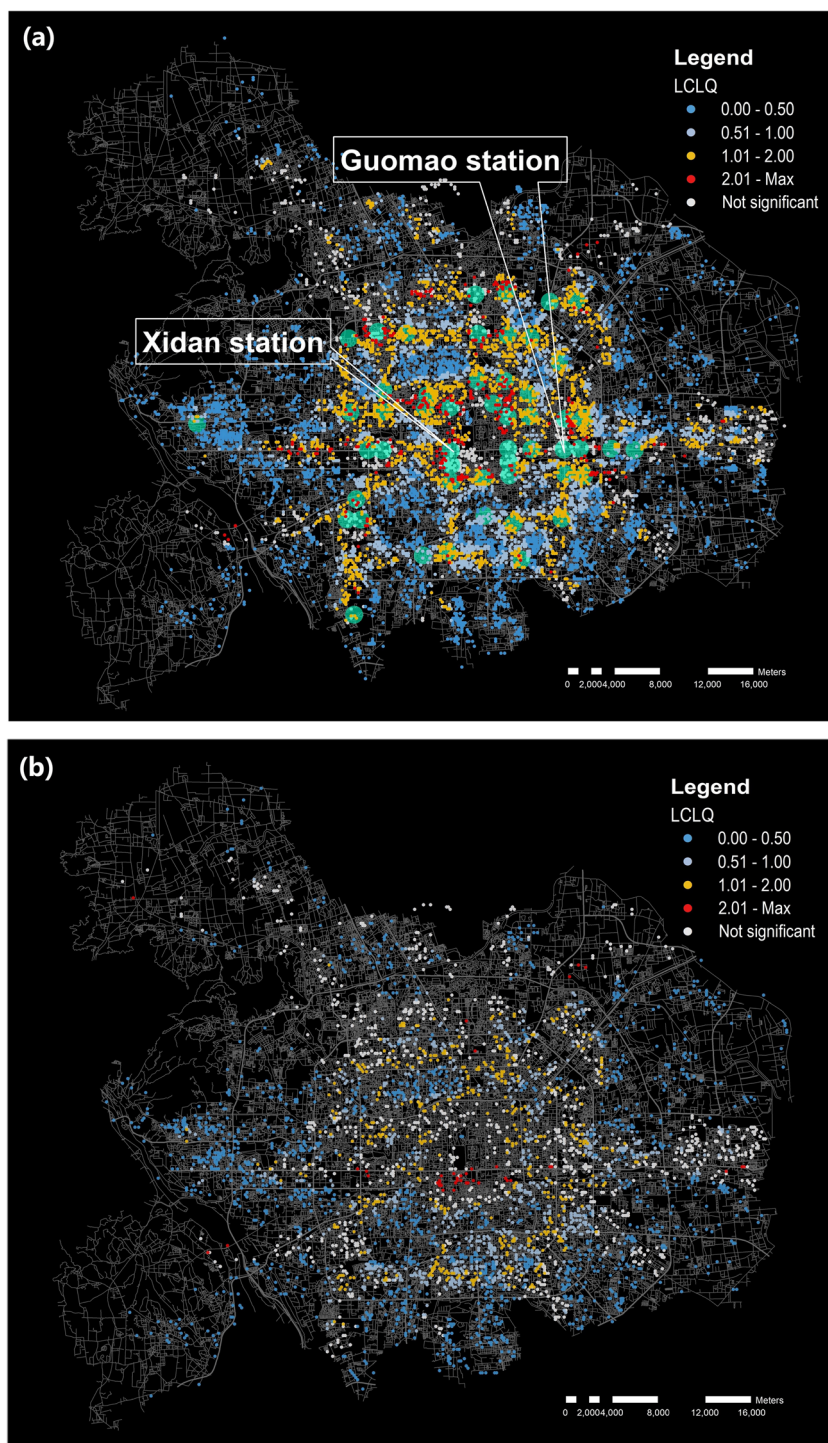 (a)
Legend
LCLQ
0.00 - 0.50
0.51 - 1.00
1.01 - 2.00
2.01 - Max
Not significant
Guomao station
Xidan station
Meters
0 2,0004,000 8,000 12,000 16,000
(b)
Legend
LCLQ
0.00 - 0.50
0.51 - 1.00
1.01 - 2.00
2.01 - Max
Not significant
Meters
0 2,0004,000 8,000 12,000 16,000